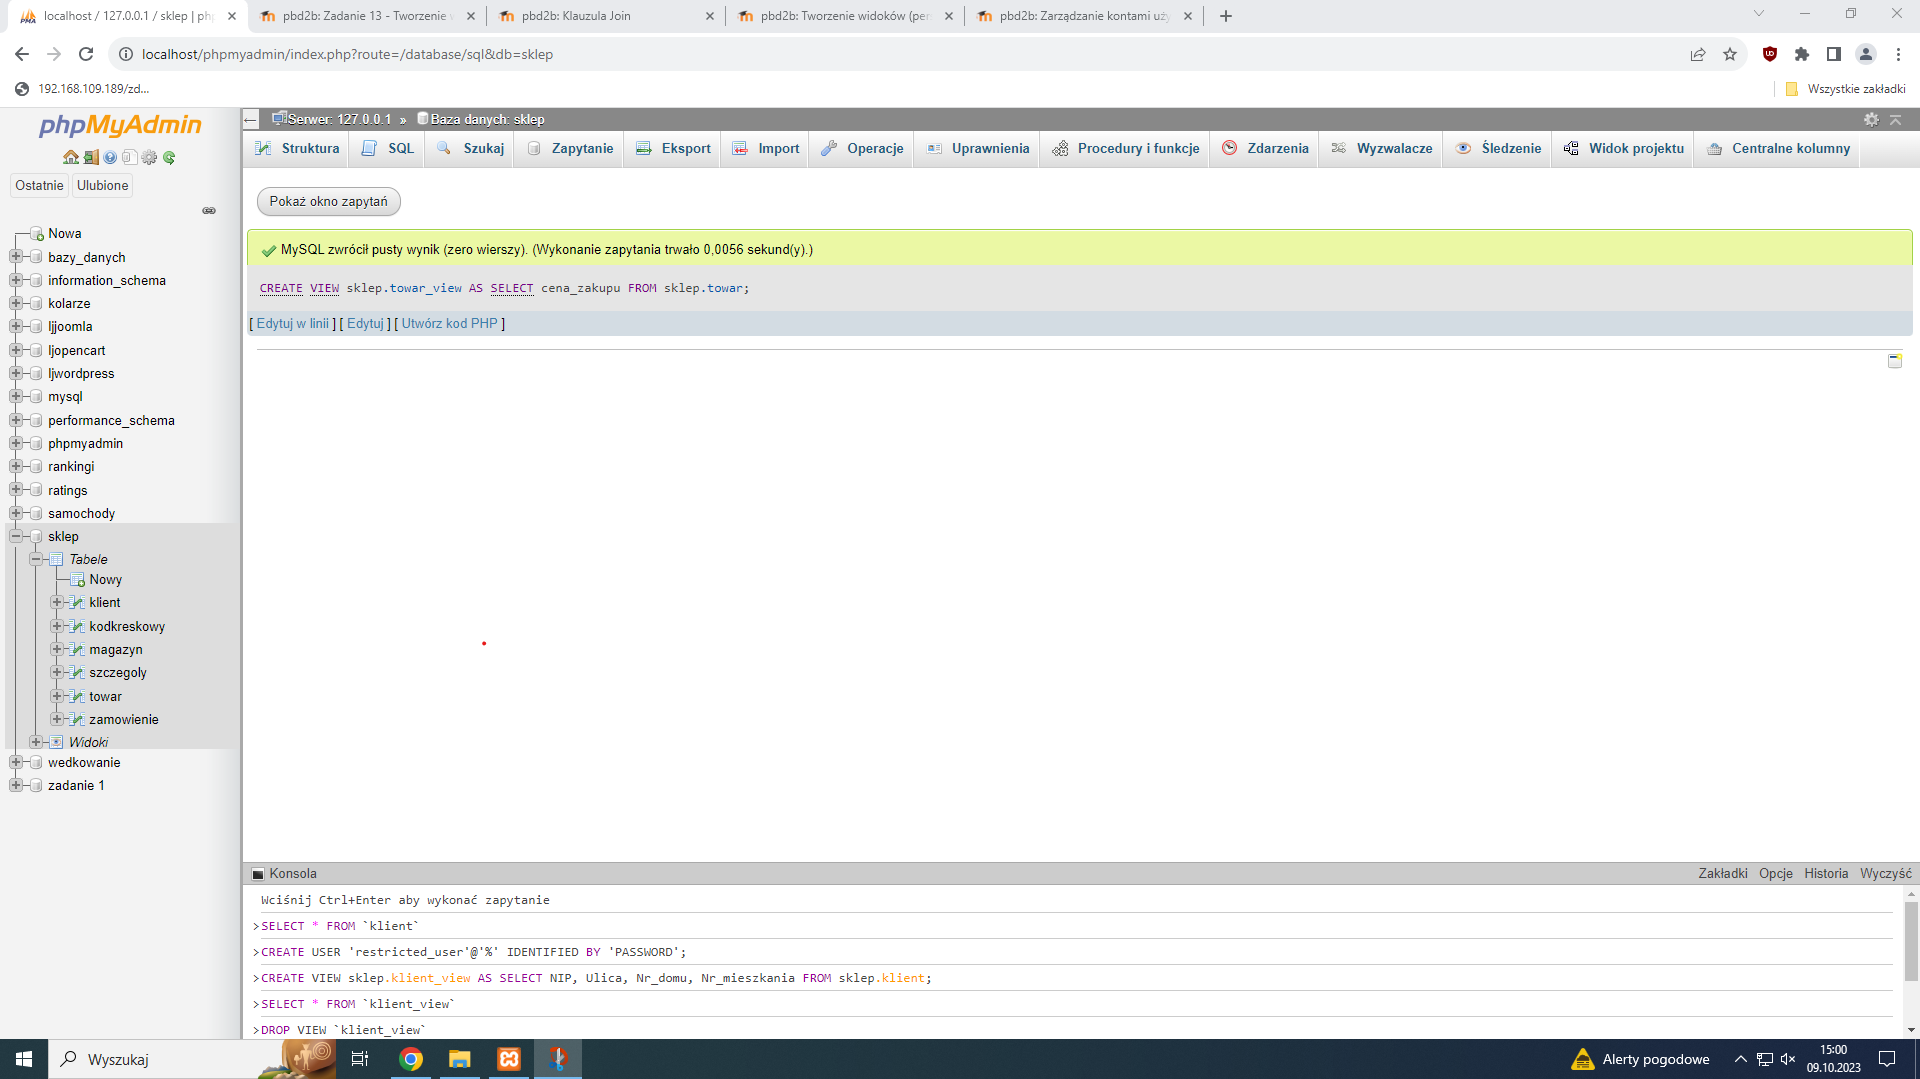 localhost / 127.0.0.1 / sklep | ph
pbd2b: Zadanie 13 - Tworzenie
pbd2b: Klauzula Join
pbd2b: Tworzenie widoków (per
pbd2b: Zarządzanie kontami uży
localhost/phpmyadmin/index.php?route=/database/sql&db=sklep
192.168.109.189/zd...
Wszystkie zakładki
phpMyAdmin
Ostatnie
Ulubione
Nowa
bazy_danych
information_schema
kolarze
ljjoomla
ljopencart
ljwordpress
mysql
performance_schema
phpmyadmin
rankingi
ratings
samochody
sklep
Tabele
Nowy
klient
kodkreskowy
magazyn
szczegoly
towar
zamowienie
Widoki
wedkowanie
zadanie 1
Serwer: 127.0.0.1 » Baza danych: sklep
Struktura
SQL
Szukaj
Zapytanie
Eksport
Import
Operacje
Uprawnienia
Procedury i funkcje
Zdarzenia
Wyzwalacze
Śledzenie
Widok projektu
Centralne kolumny
Pokaż okno zapytań
MySQL zwrócił pusty wynik (zero wierszy). (Wykonanie zapytania trwało 0,0056 sekund(y).)
CREATE VIEW sklep.towar_view AS SELECT cena_zakupu FROM sklep.towar;
[ Edytuj w linii ] [ Edytuj ] [ Utwórz kod PHP ]
Konsola
Zakładki Opcje Historia Wyczyść
Wciśnij Ctrl+Enter aby wykonać zapytanie
>SELECT * FROM `klient`
>CREATE USER 'restricted_user'@'%' IDENTIFIED BY 'PASSWORD';
>CREATE VIEW sklep.klient_view AS SELECT NIP, Ulica, Nr_domu, Nr_mieszkania FROM sklep.klient;
>SELECT * FROM `klient_view`
>DROP VIEW `klient_view`
Wyszukaj
Alerty pogodowe
15:00
09.10.2023